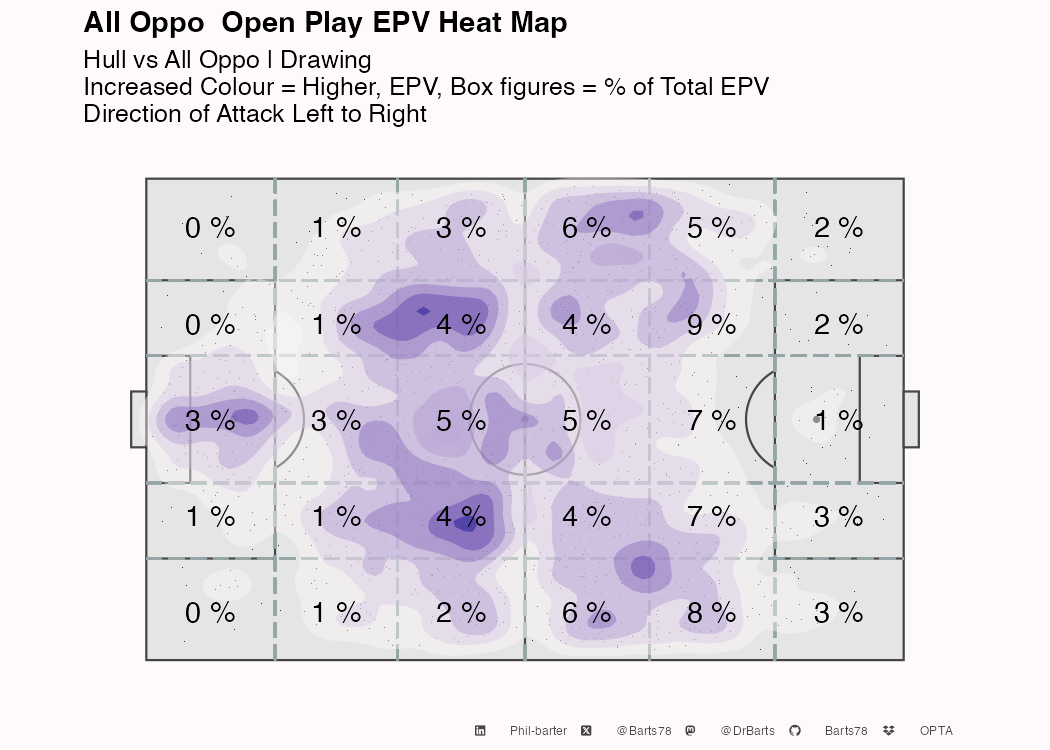 All Oppo  Open Play EPV Heat Map
Hull vs All Oppo | Drawing
Increased Colour = Higher, EPV, Box figures = % of Total EPV
Direction of Attack Left to Right
0 % 1 % 3 % 6 % 5 % 2 %
0 % 1 % 4 % 4 % 9 % 2 %
3 % 3 % 5 % 5 % 7 % 1 %
1 % 1 % 4 % 4 % 7 % 3 %
0 % 1 % 2 % 6 % 8 % 3 %
Phil-barter @Barts78 @DrBarts Barts78 OPTA